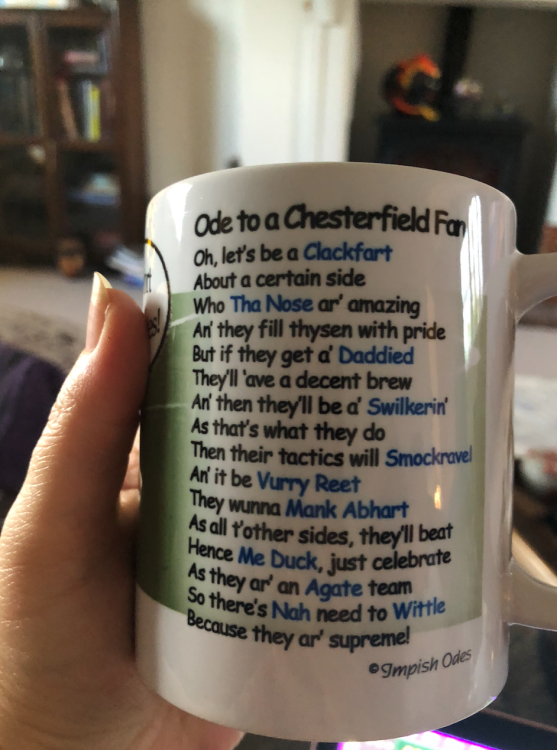 Ode to a Chesterfield Fan
Oh, let's be a Clackfart
About a certain side
Who Tha Nose ar' amazing
An' they fill thysen with pride
But if they get a' Daddied
They'll 'ave a decent brew
An' then they'll be a' Swilkerin'
As that's what they do
Then their tactics will Smockravel
An' it be Vurry Reet
They wunna Mank Abhart
As all t'other sides, they'll beat
Hence Me Duck, just celebrate
As they ar' an Agate team
So there's Nah need to Wittle
Because they ar' supreme!
©Impish Odes